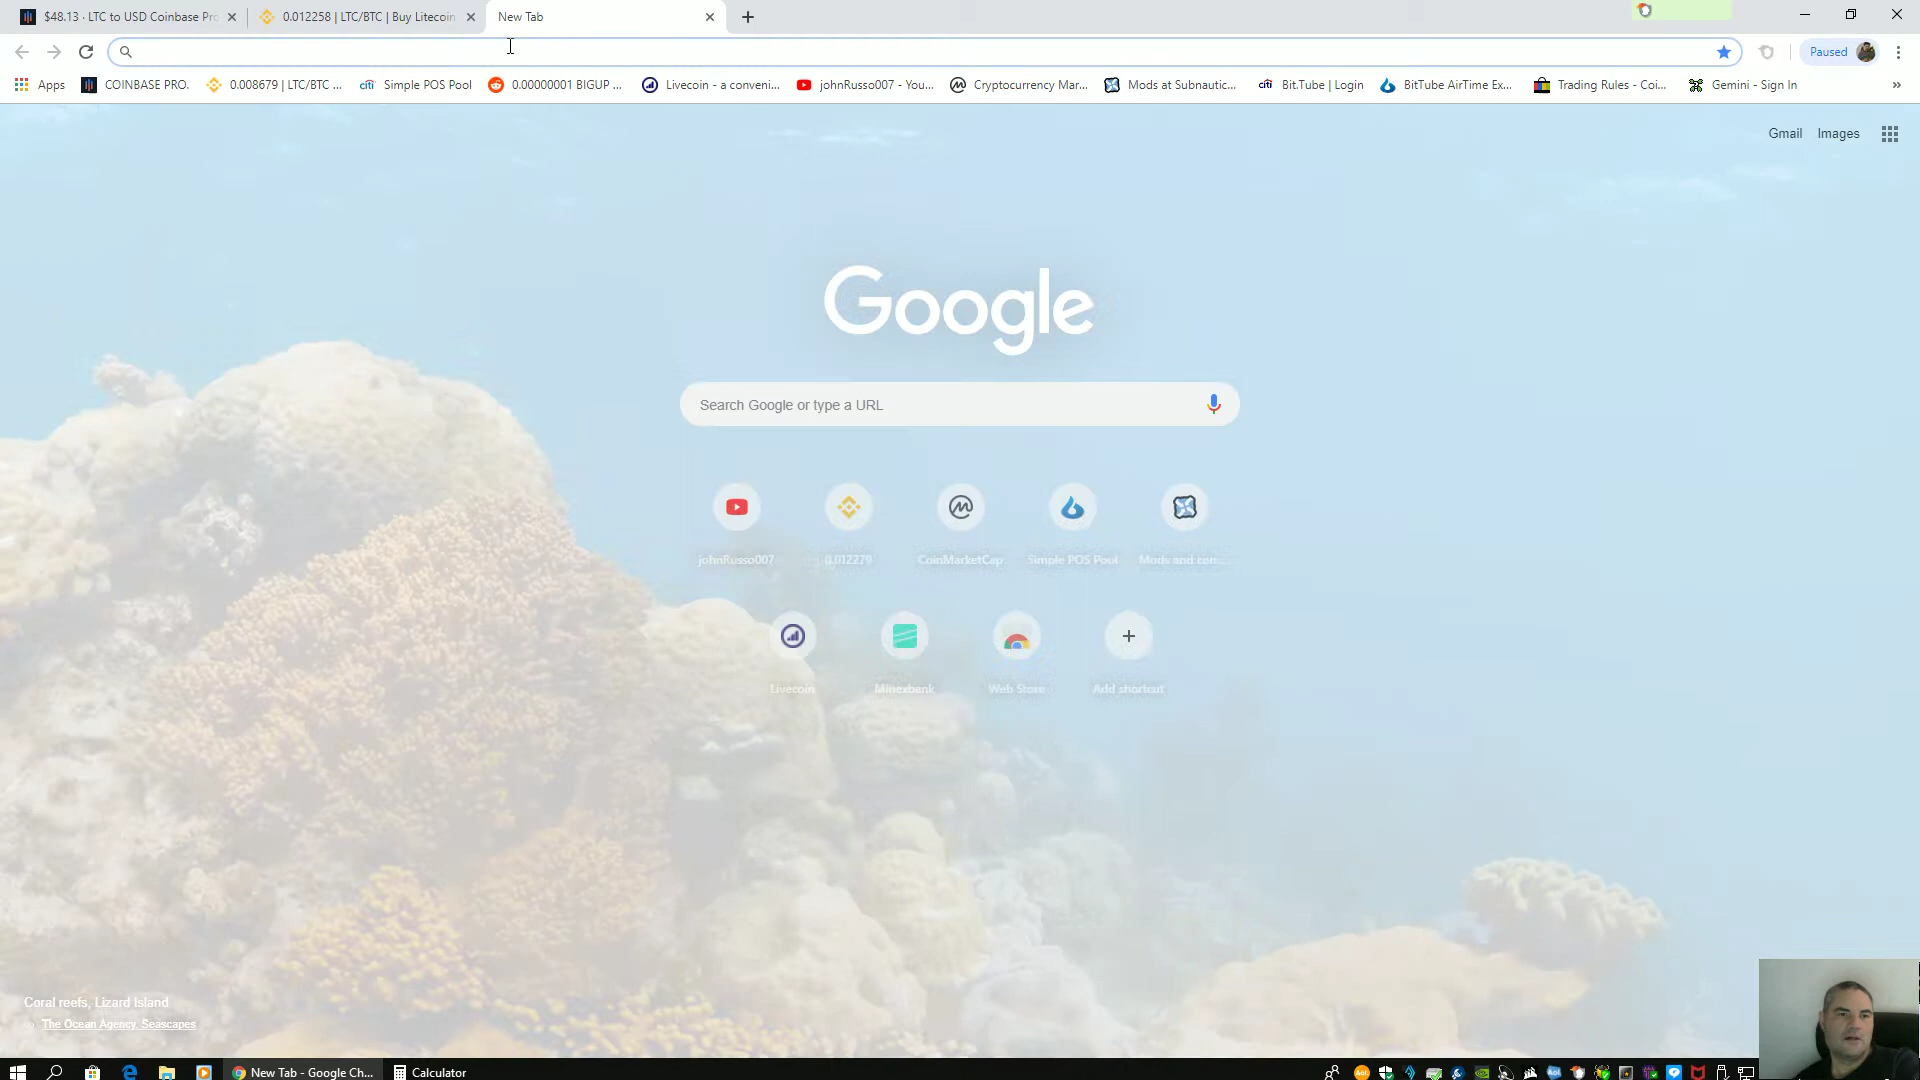 $48.13 · LTC to USD Coinbase Pro
0.012258 | LTC/BTC | Buy Litecoin
New Tab
Paused
Apps
COINBASE PRO.
0.008679 | LTC/BTC ...
Simple POS Pool
0.00000001 BIGUP ...
Livecoin - a conveni...
johnRusso007 - You...
Cryptocurrency Mar...
Mods at Subnautic...
Bit.Tube | Login
BitTube AirTime Ex...
Trading Rules - Coi...
Gemini - Sign In
»
Gmail
Images
Google
Search Google or type a URL
johnRusso007
0.012279
CoinMarketCap
Simple POS Pool
Mods and com...
Livecoin
Minexbank
Web Store
Add shortcut
Coral reefs, Lizard Island
The Ocean Agency, Seascapes
New Tab - Google Ch...
Calculator